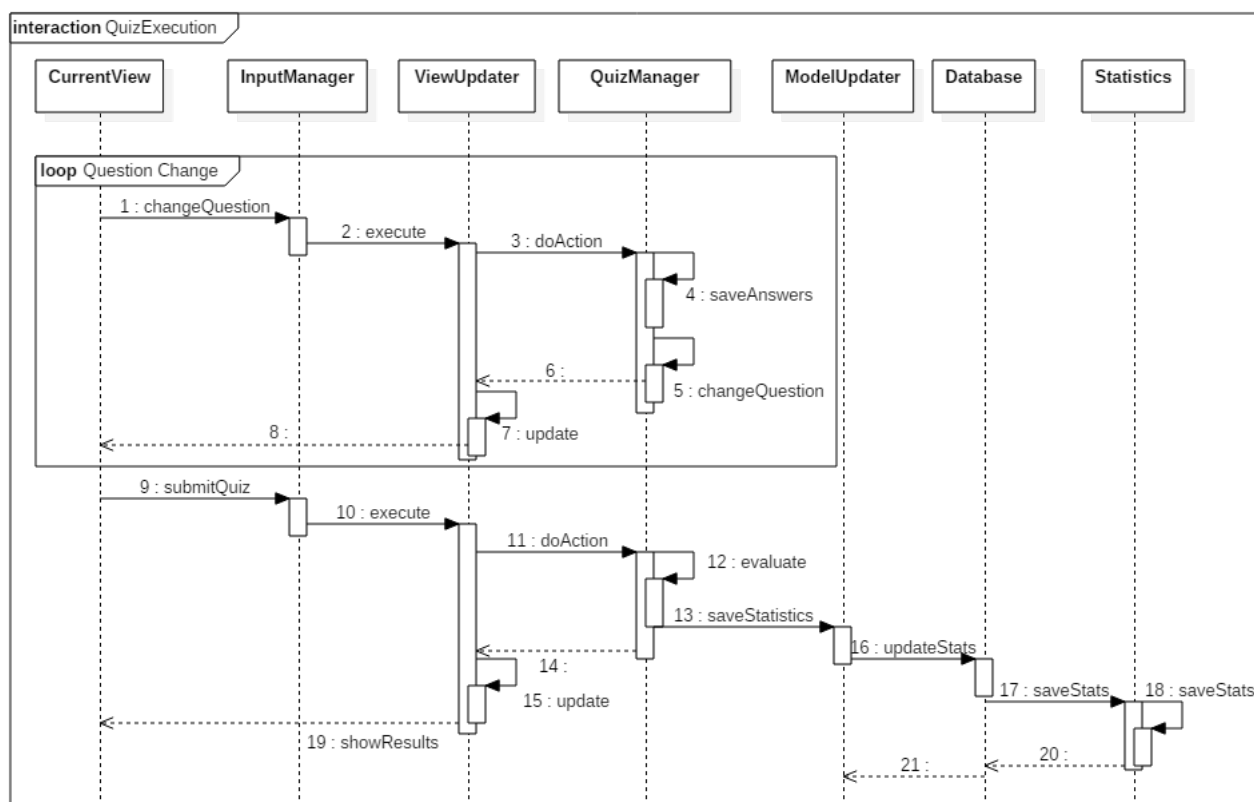 interaction QuizExecution
CurrentView
InputManager
ViewUpdater
QuizManager
ModelUpdater
Database
Statistics
loop Question Change
1 : changeQuestion
2 : execute
3 : doAction
4 : saveAnswers
6 :
5 : changeQuestion
7 : update
8 :
9 : submitQuiz
10 : execute
11 : doAction
12 : evaluate
13 : saveStatistics
16 : updateStats
14 :
17 : saveStats
18 : saveStats
15 : update
19 : showResults
20 :
21 :